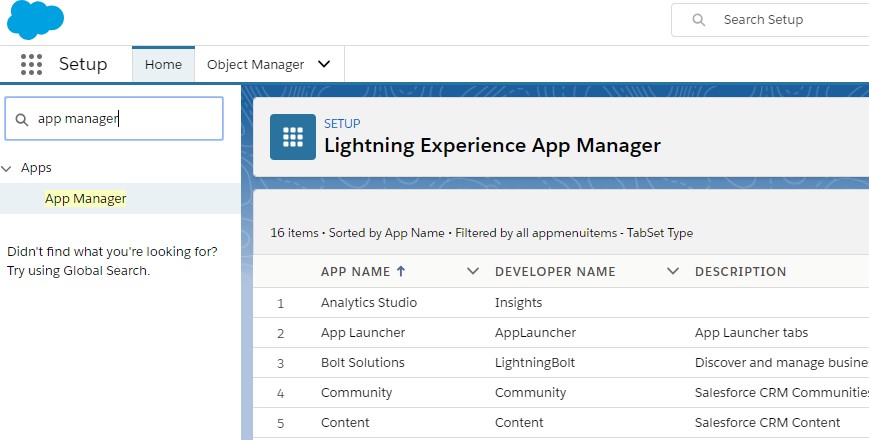 Search Setup
Setup Home Object Manager
app manager
Apps
App Manager
Didn't find what you're looking for?
Try using Global Search.
SETUP
Lightning Experience App Manager
16 items • Sorted by App Name • Filtered by all appmenuitems - TabSet Type
APP NAME DEVELOPER NAME DESCRIPTION
1 Analytics Studio Insights
2 App Launcher AppLauncher App Launcher tabs
3 Bolt Solutions LightningBolt Discover and manage busine
4 Community Community Salesforce CRM Communities
5 Content Content Salesforce CRM Content